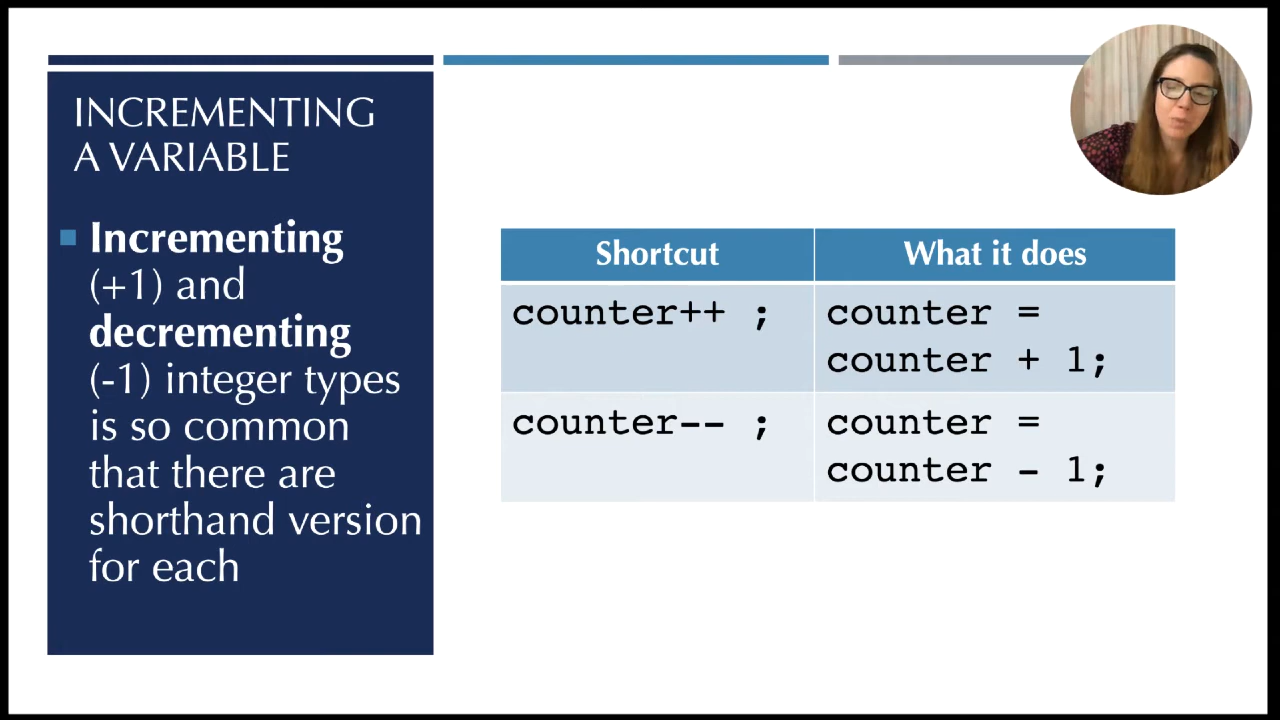 INCREMENTING
A VARIABLE
Incrementing
(+1) and
decrementing
(-1) integer types
is so common
that there are
shorthand version
for each
Shortcut What it does
counter++ ; counter =
counter + 1;
counter-- ; counter =
counter - 1;